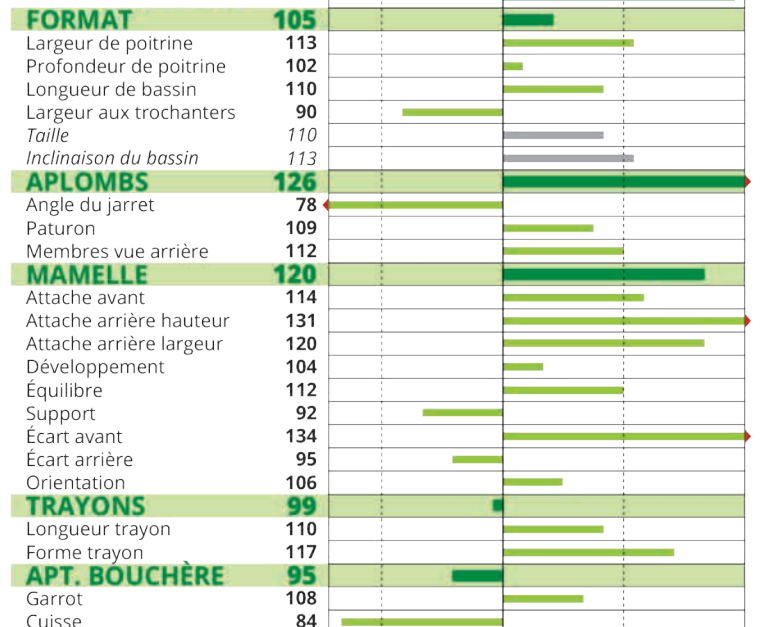 FORMAT 105
Largeur de poitrine 113
Profondeur de poitrine 102
Longueur de bassin 110
Largeur aux trochanters 90
Taille 110
Inclinaison du bassin 113
APLOMBS 126
Angle du jarret 78
Paturon 109
Membres vue arrière 112
MAMELLE 120
Attache avant 114
Attache arrière hauteur 131
Attache arrière largeur 120
Développement 104
Équilibre 112
Support 92
Écart avant 134
Écart arrière 95
Orientation 106
TRAYONS 99
Longueur trayon 110
Forme trayon 117
APT. BOUCHÈRE 95
Garrot 108
Cuisse 84